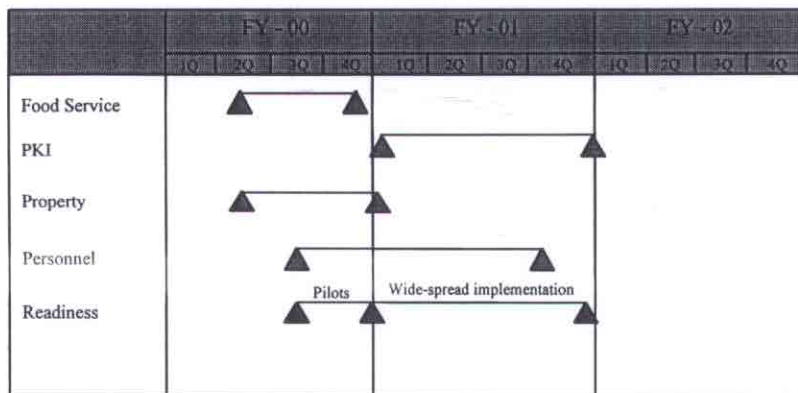 FY - 00 FY - 01 FY - 02
1Q 2Q 3Q 4Q 1Q 2Q 3Q 4Q 1Q 2Q 3Q 4Q
Food Service
PKI
Property
Personnel
Pilots Wide-spread implementation
Readiness